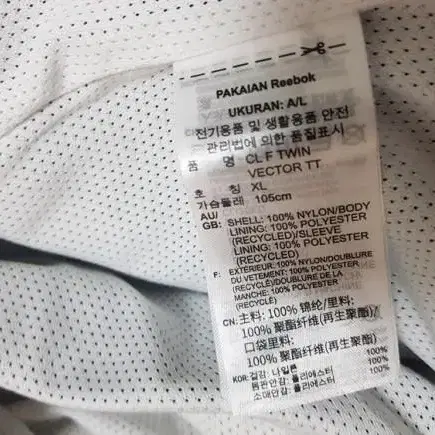 PAKAIAN Reebok
UKURAN: A/L
전기용품 및 생활용품 안전
관리법에 의한 품질표시
품 명 CL F TWIN
VECTOR TT
호 칭 XL
가슴둘레 105cm
AU/
GB: SHELL: 100% NYLON/BODY
LINING: 100% POLYESTER
(RECYCLED)/SLEEVE
LINING: 100% POLYESTER
(RECYCLED)
F: EXTÉRIEUR: 100% NYLON/DOUBLURE
DU VETEMENT: 100% POLYESTER
(RECYCLÉ)/DOUBLURE DE LA
MANCHE: 100% POLYESTER
(RECYCLÉ)
CN: 主料: 100% 锦纶/里料:
100% 聚酯纤维(再生聚酯)/
口袋里料:
100% 聚酯纤维(再生聚酯)
KOR: 겉감: 나일론 100%
몸판안감: 폴리에스터 100%
소매안감: 폴리에스터 100%